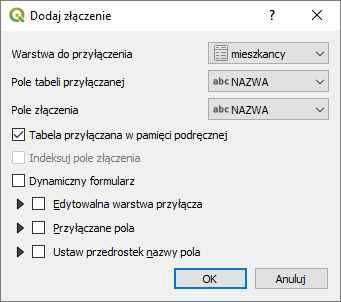 Dodaj złączenie
Warstwa do przyłączenia mieszkancy
Pole tabeli przyłączanej abc NAZWA
Pole złączenia abc NAZWA
Tabela przyłączana w pamięci podręcznej
Indeksuj pole złączenia
Dynamiczny formularz
Edytowalna warstwa przyłącza
Przyłączane pola
Ustaw przedrostek nazwy pola
OK Anuluj